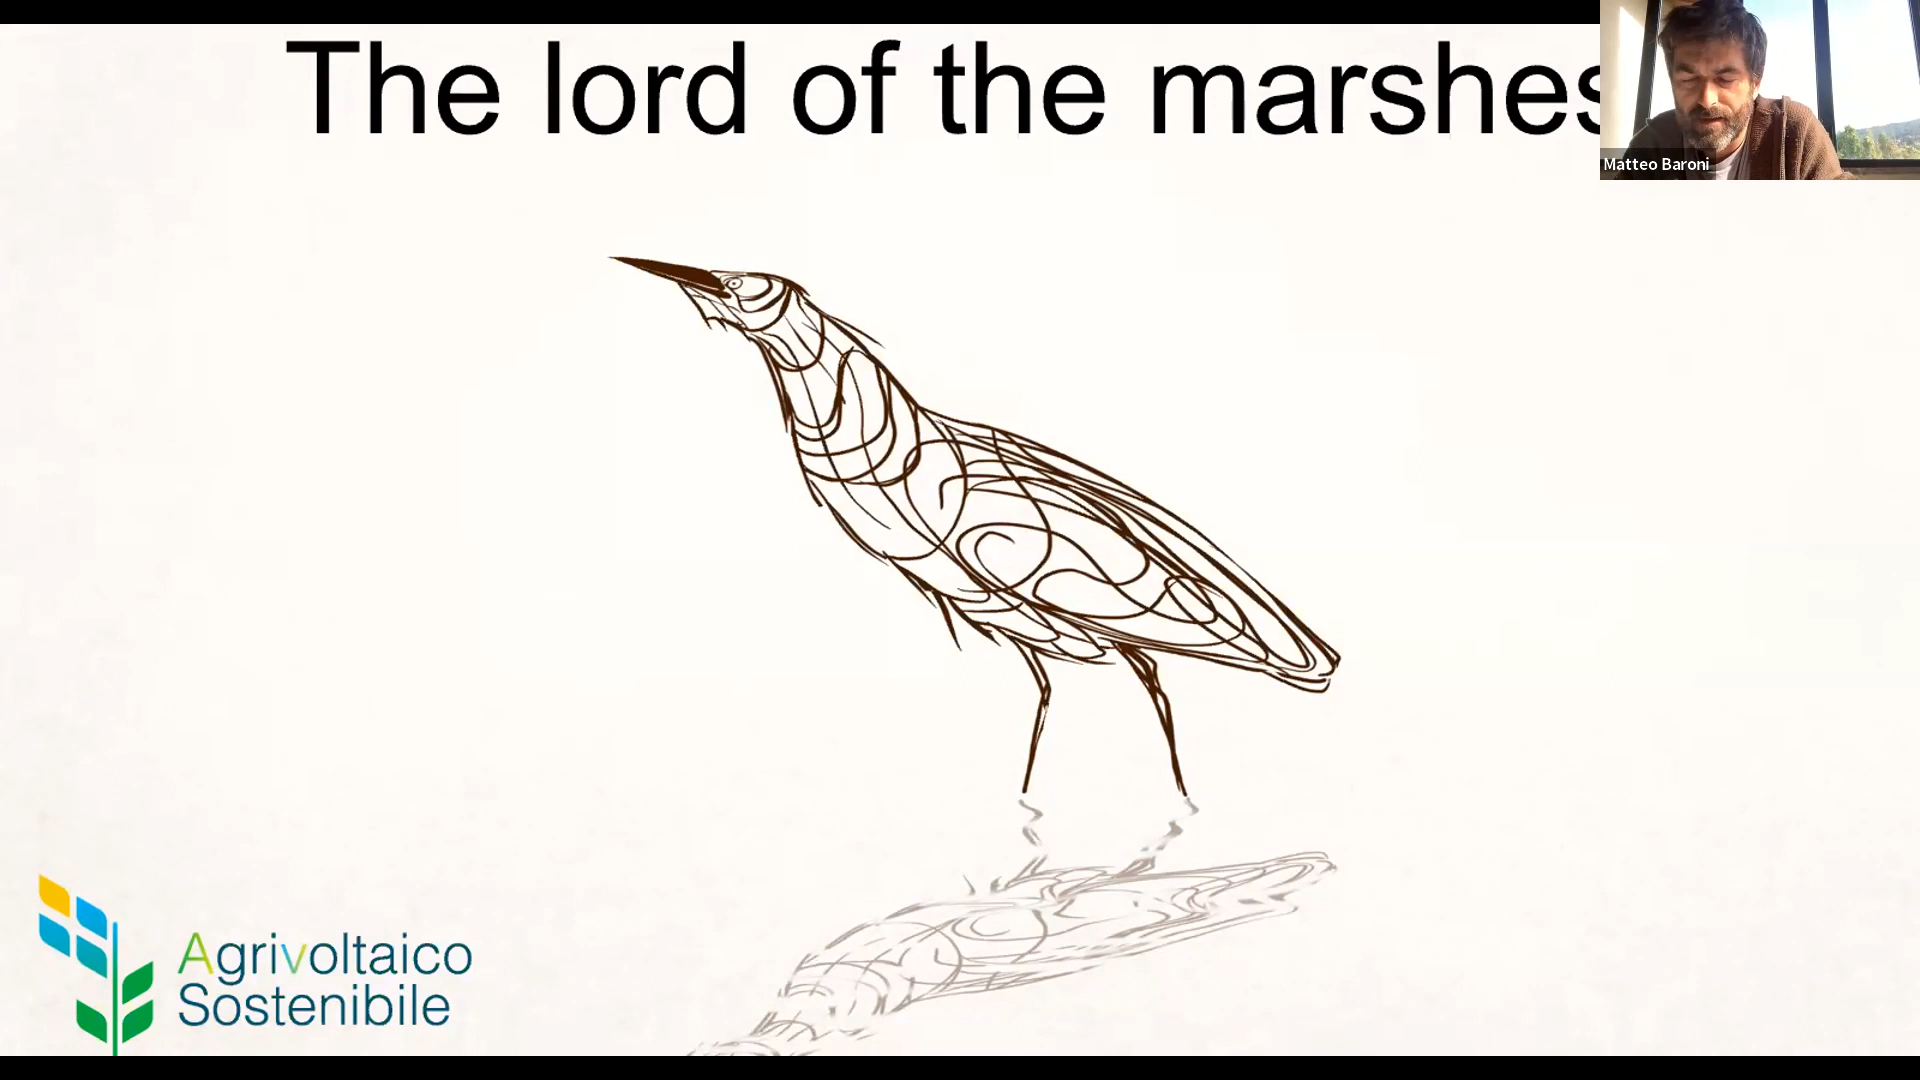 The lord of the marshes
Matteo Baroni
Agrivoltaico
Sostenibile